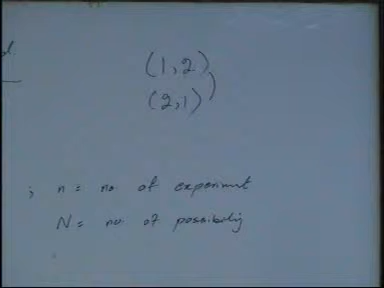 d.
(1,2),
(2,1)
; n = no. of experiment
N = no. of possibility